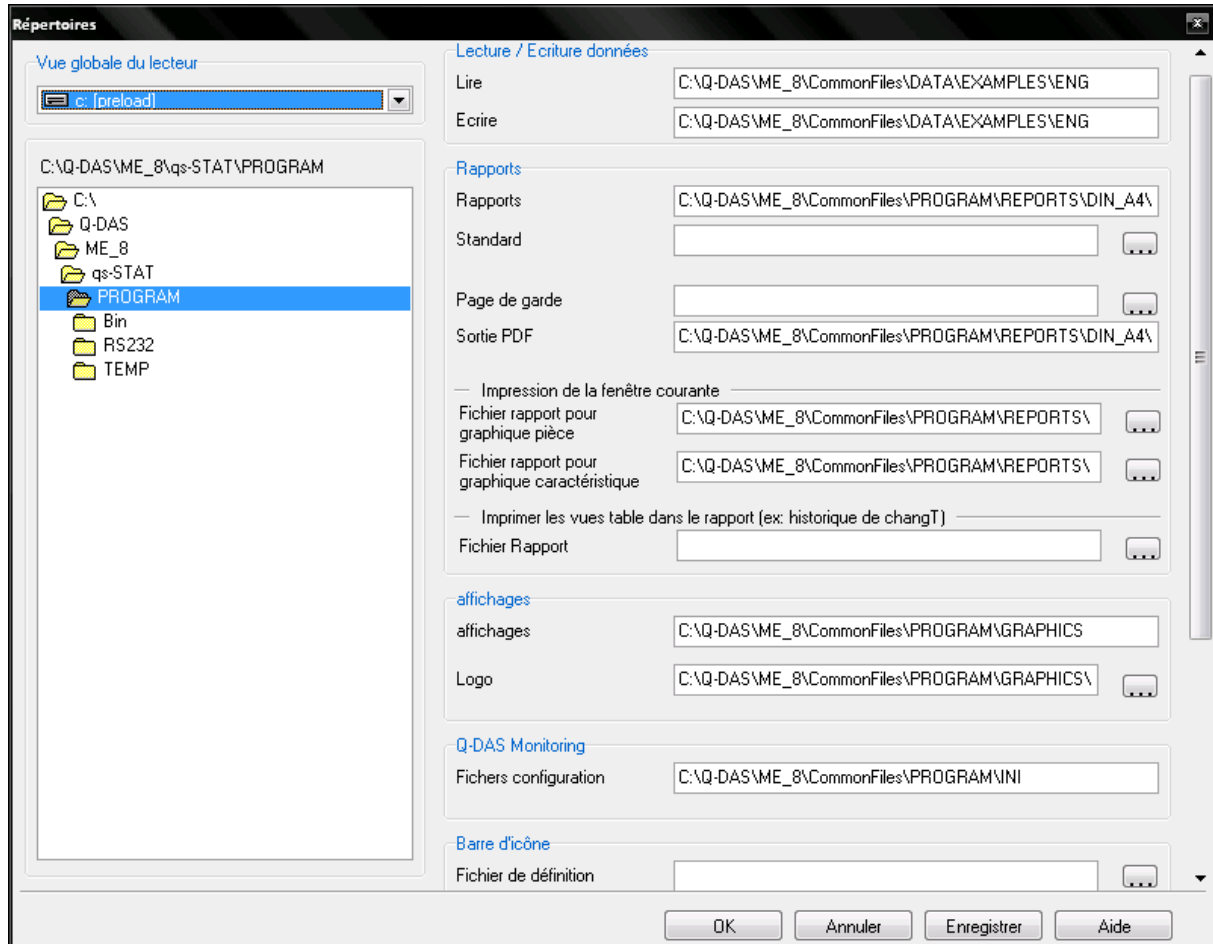 Répertoires
Vue globale du lecteur
c: [preload]
C:\Q-DAS\ME_8\qs-STAT\PROGRAM
C:\
Q-DAS
ME_8
qs-STAT
PROGRAM
Bin
RS232
TEMP
Lecture / Ecriture données
Lire C:\Q-DAS\ME_8\CommonFiles\DATA\EXAMPLES\ENG
Ecrire C:\Q-DAS\ME_8\CommonFiles\DATA\EXAMPLES\ENG
Rapports
Rapports C:\Q-DAS\ME_8\CommonFiles\PROGRAM\REPORTS\DIN_A4\
Standard ...
Page de garde ...
Sortie PDF C:\Q-DAS\ME_8\CommonFiles\PROGRAM\REPORTS\DIN_A4\
Impression de la fenêtre courante
Fichier rapport pour
graphique pièce C:\Q-DAS\ME_8\CommonFiles\PROGRAM\REPORTS\ ...
Fichier rapport pour
graphique caractéristique C:\Q-DAS\ME_8\CommonFiles\PROGRAM\REPORTS\ ...
Imprimer les vues table dans le rapport (ex: historique de changT)
Fichier Rapport ...
affichages
affichages C:\Q-DAS\ME_8\CommonFiles\PROGRAM\GRAPHICS
Logo C:\Q-DAS\ME_8\CommonFiles\PROGRAM\GRAPHICS\ ...
Q-DAS Monitoring
Fichers configuration C:\Q-DAS\ME_8\CommonFiles\PROGRAM\INI
Barre d'icône
Fichier de définition ...
OK Annuler Enregistrer Aide